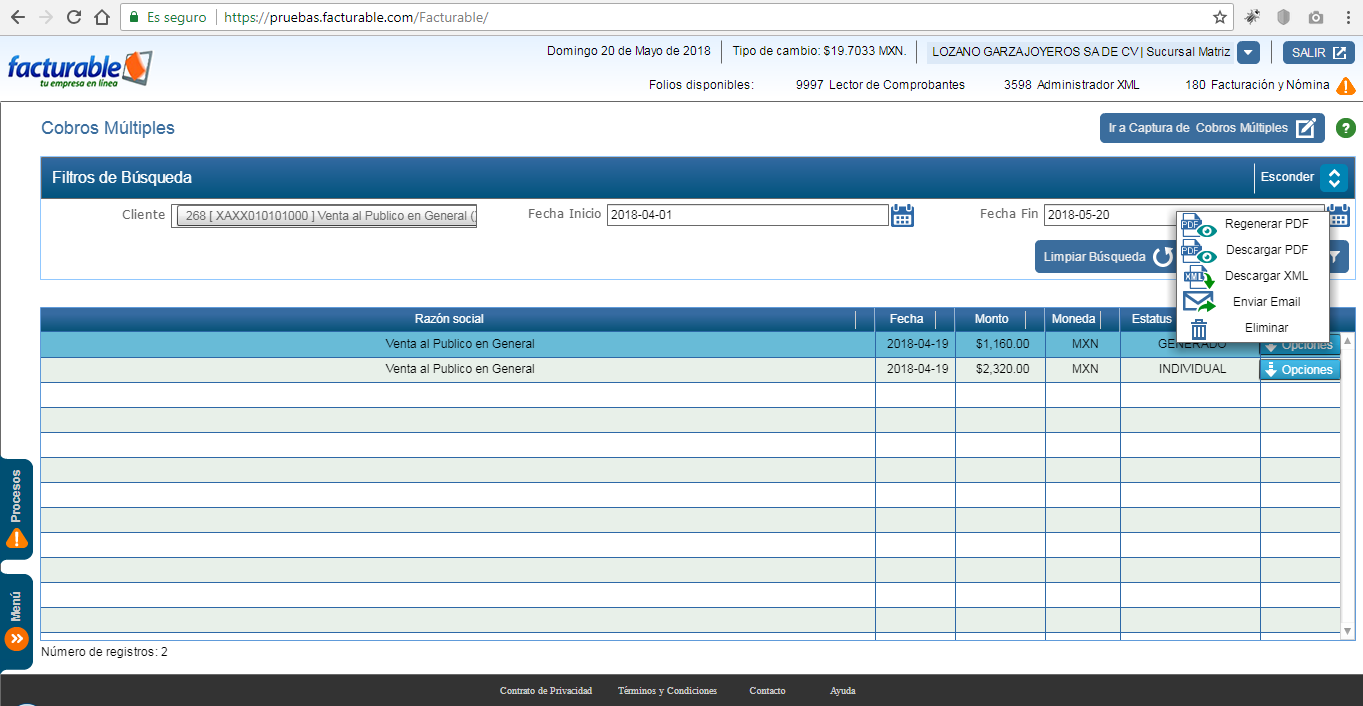 Es seguro | https://pruebas.facturable.com/Facturable/
facturable
tu empresa en línea
Domingo 20 de Mayo de 2018 Tipo de cambio: $19.7033 MXN. LOZANO GARZA JOYEROS SA DE CV | Sucursal Matriz SALIR
Folios disponibles: 9997 Lector de Comprobantes 3598 Administrador XML 180 Facturación y Nómina
Cobros Múltiples
Ir a Captura de Cobros Múltiples ?
Filtros de Búsqueda Esconder
Cliente 268 [ XAXX010101000 ] Venta al Publico en General ( Fecha Inicio 2018-04-01 Fecha Fin 2018-05-20
Limpiar Búsqueda
PDF Regenerar PDF
PDF Descargar PDF
XML Descargar XML
Enviar Email
Eliminar
Razón social Fecha Monto Moneda Estatus
Venta al Publico en General 2018-04-19 $1,160.00 MXN GENERADO Opciones
Venta al Publico en General 2018-04-19 $2,320.00 MXN INDIVIDUAL Opciones
Procesos
Menú
Número de registros: 2
Contrato de Privacidad Términos y Condiciones Contacto Ayuda